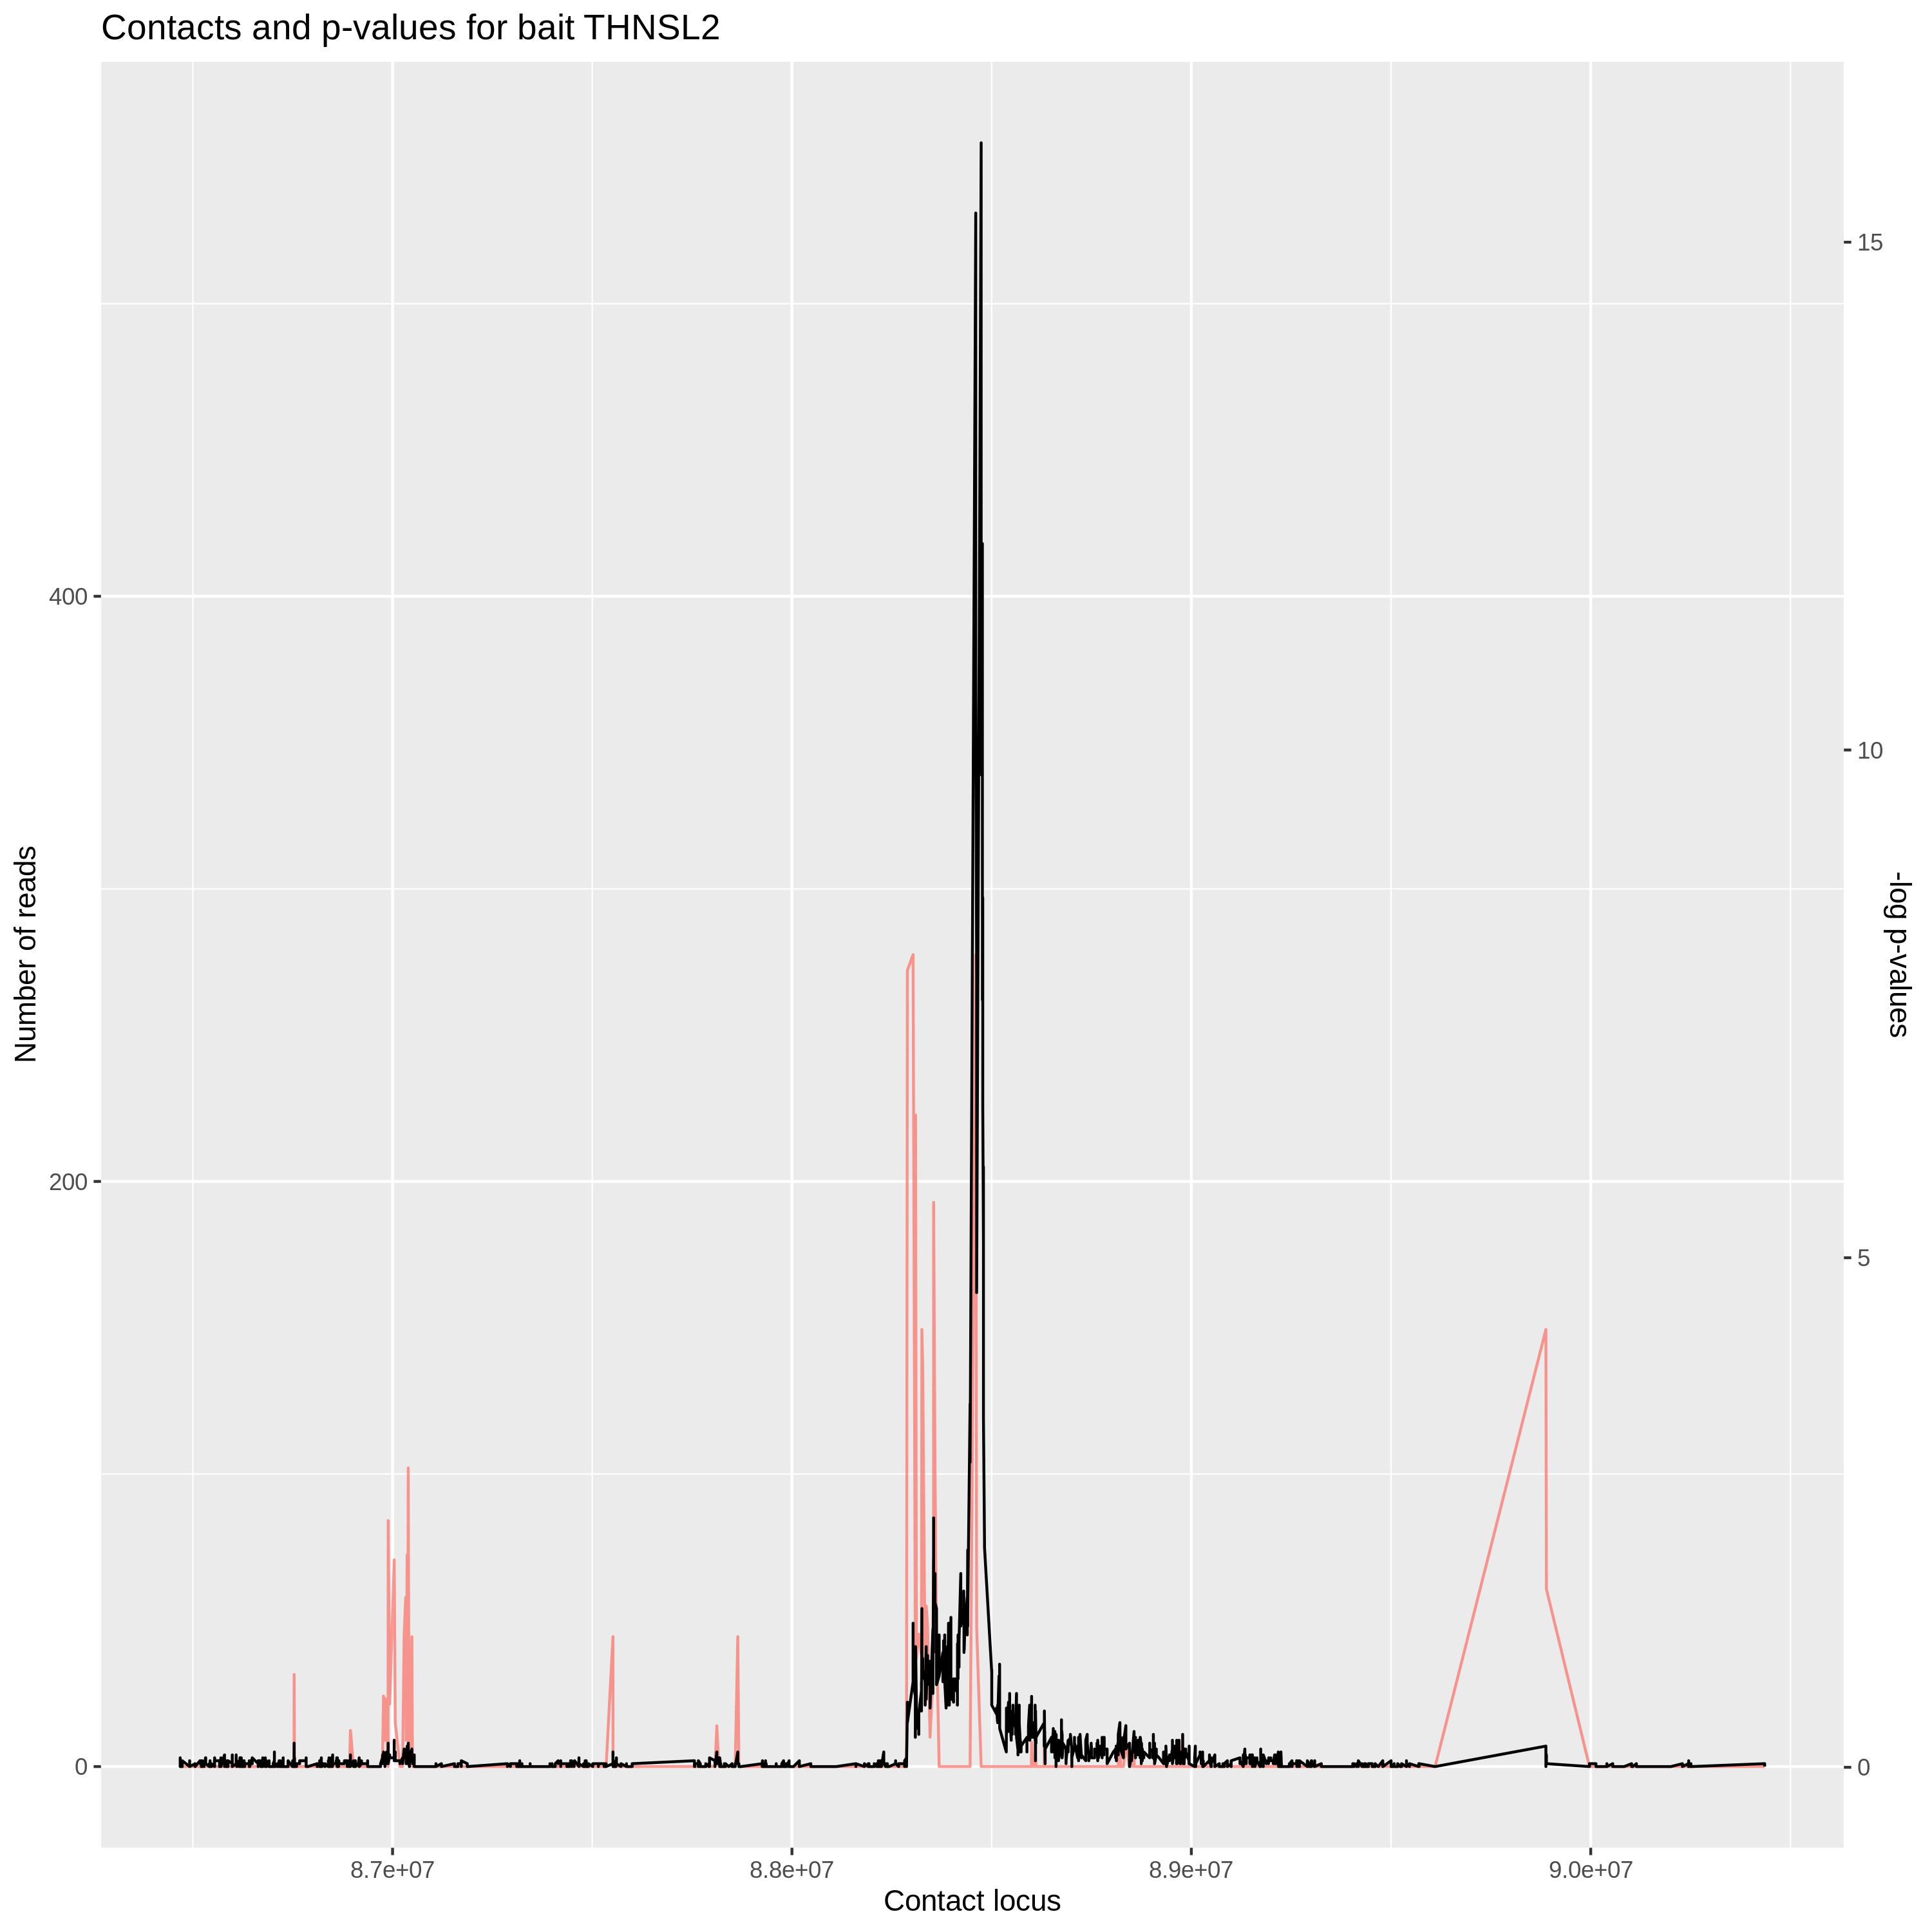 Contacts and p-values for bait THNSL2
Number of reads
400
200
0
15
10
5
0
-log p-values
8.7e+07
8.8e+07
8.9e+07
9.0e+07
Contact locus